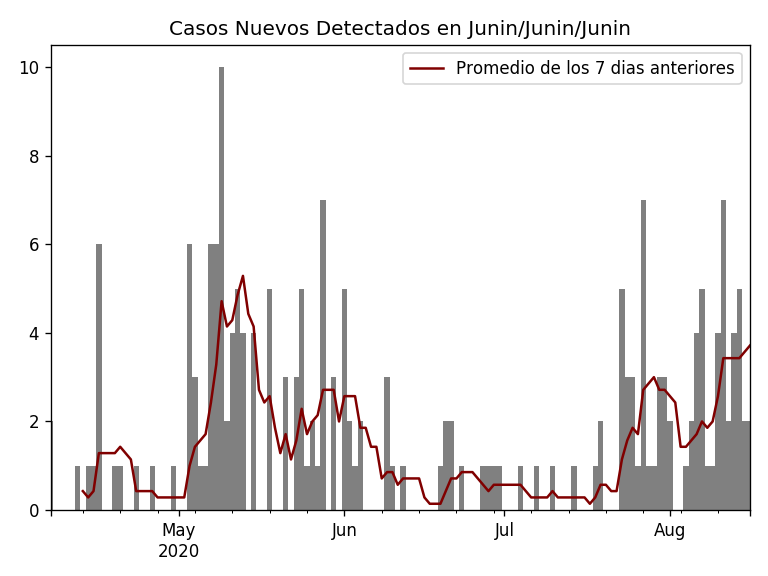 Casos Nuevos Detectados en Junin/Junin/Junin
Promedio de los 7 dias anteriores
10
8
6
4
2
0
May
2020
Jun
Jul
Aug